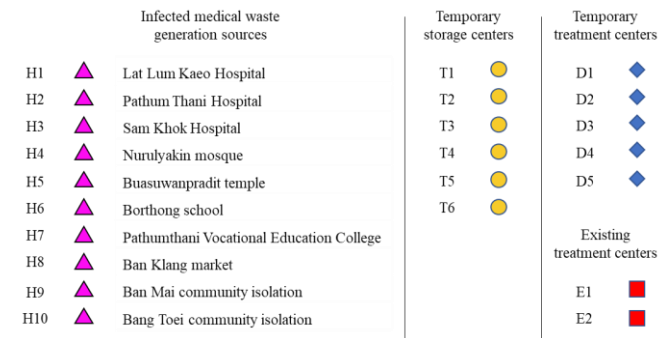 Infected medical waste
generation sources
H1 Lat Lum Kaeo Hospital
H2 Pathum Thani Hospital
H3 Sam Khok Hospital
H4 Nurulyakin mosque
H5 Buasuwanpradit temple
H6 Borthong school
H7 Pathumthani Vocational Education College
H8 Ban Klang market
H9 Ban Mai community isolation
H10 Bang Toei community isolation
Temporary
storage centers
T1
T2
T3
T4
T5
T6
Temporary
treatment centers
D1
D2
D3
D4
D5
Existing
treatment centers
E1
E2